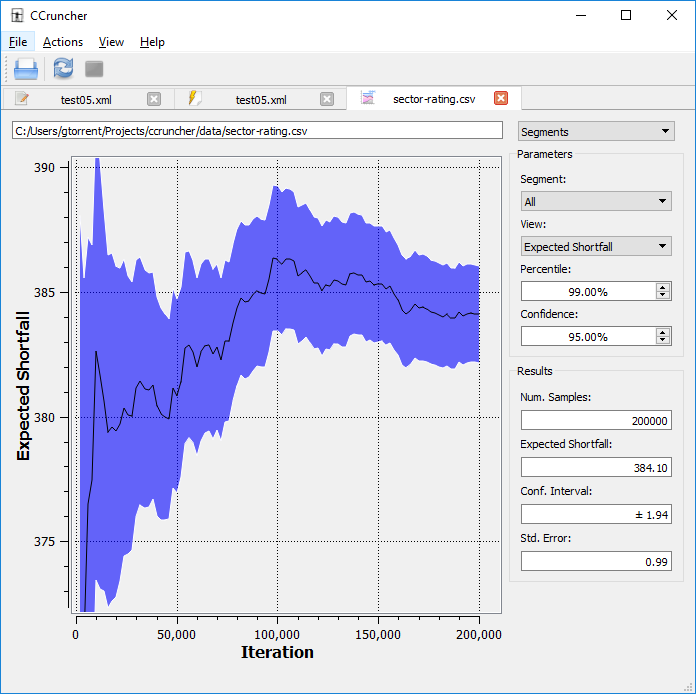 CCruncher
File Actions View Help
test05.xml test05.xml sector-rating.csv
C:/Users/gtorrent/Projects/ccruncher/data/sector-rating.csv
Segments
Parameters
Segment:
All
View:
Expected Shortfall
Percentile:
99.00%
Confidence:
95.00%
Results
Num. Samples:
200000
Expected Shortfall:
384.10
Conf. Interval:
± 1.94
Std. Error:
0.99
Expected Shortfall
390
385
380
375
0 50,000 100,000 150,000 200,000
Iteration